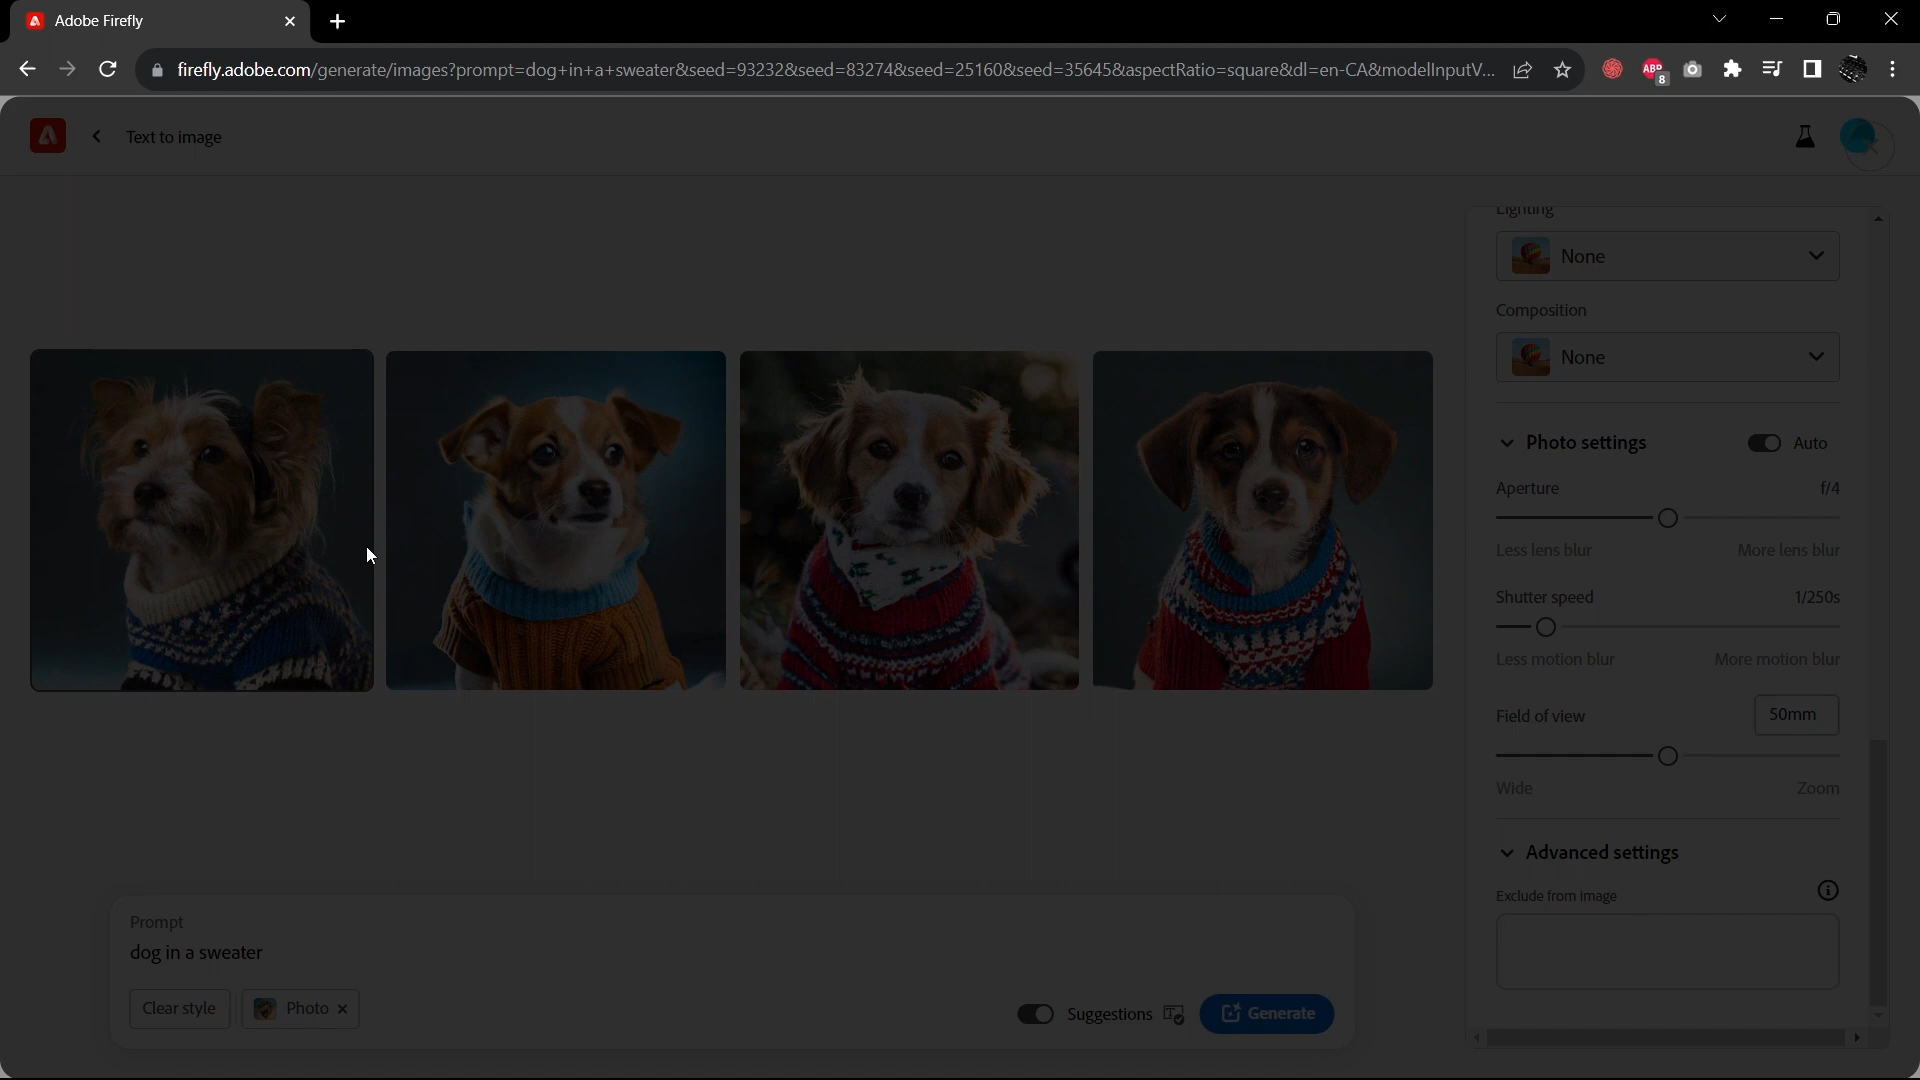 Adobe Firefly
firefly.adobe.com/generate/images?prompt=dog+in+a+sweater&seed=93232&seed=83274&seed=25160&seed=35645&aspectRatio=square&dl=en-CA&modelInputV...
ABP
8
Text to image
Lighting
None
Composition
None
Photo settings
Auto
Aperture
f/4
Less lens blur
More lens blur
Shutter speed
1/250s
Less motion blur
More motion blur
Field of view
50mm
Wide
Zoom
Advanced settings
Exclude from image
Prompt
dog in a sweater
Clear style
Photo
Suggestions
Generate